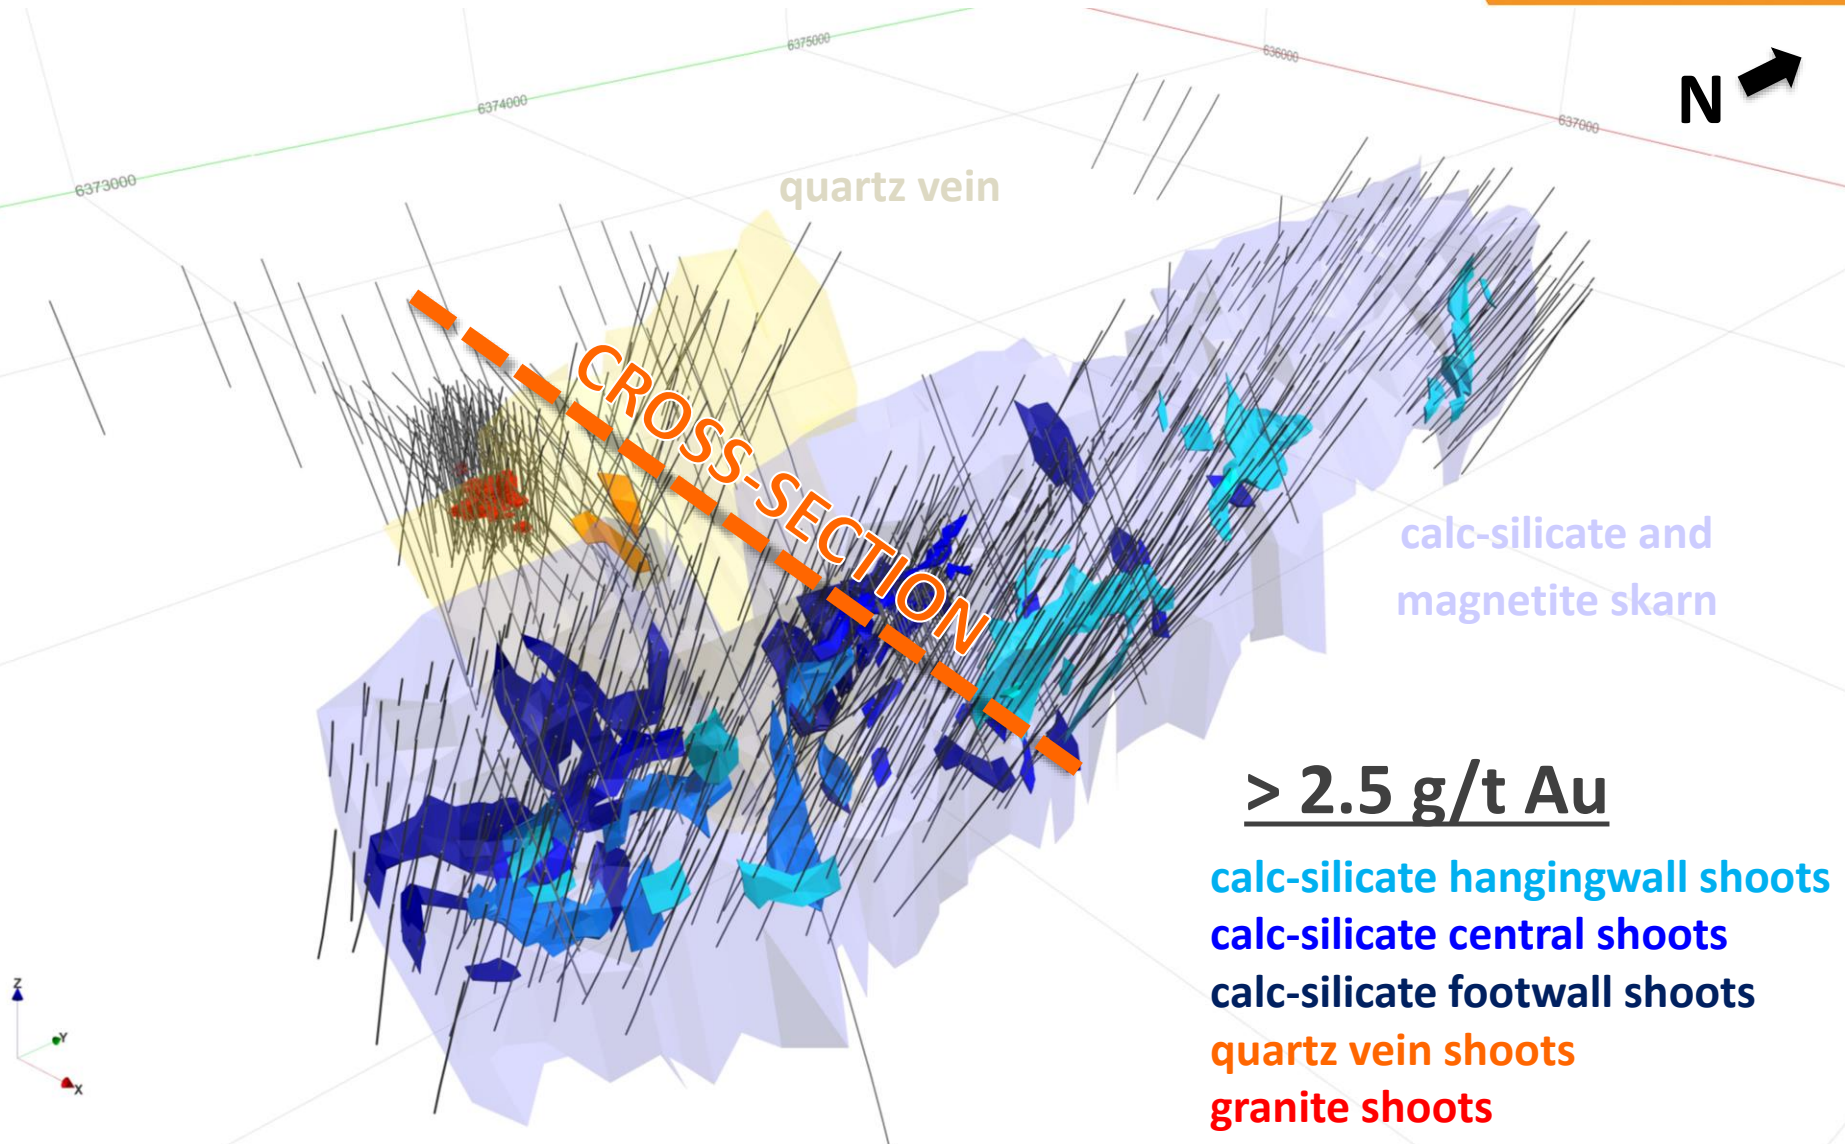 6375000
636000
N
6374000
637000
6373000
quartz vein
CROSS-SECTION
calc-silicate and
magnetite skarn
> 2.5 g/t Au
calc-silicate hangingwall shoots
calc-silicate central shoots
calc-silicate footwall shoots
quartz vein shoots
granite shoots
Z
Y
X